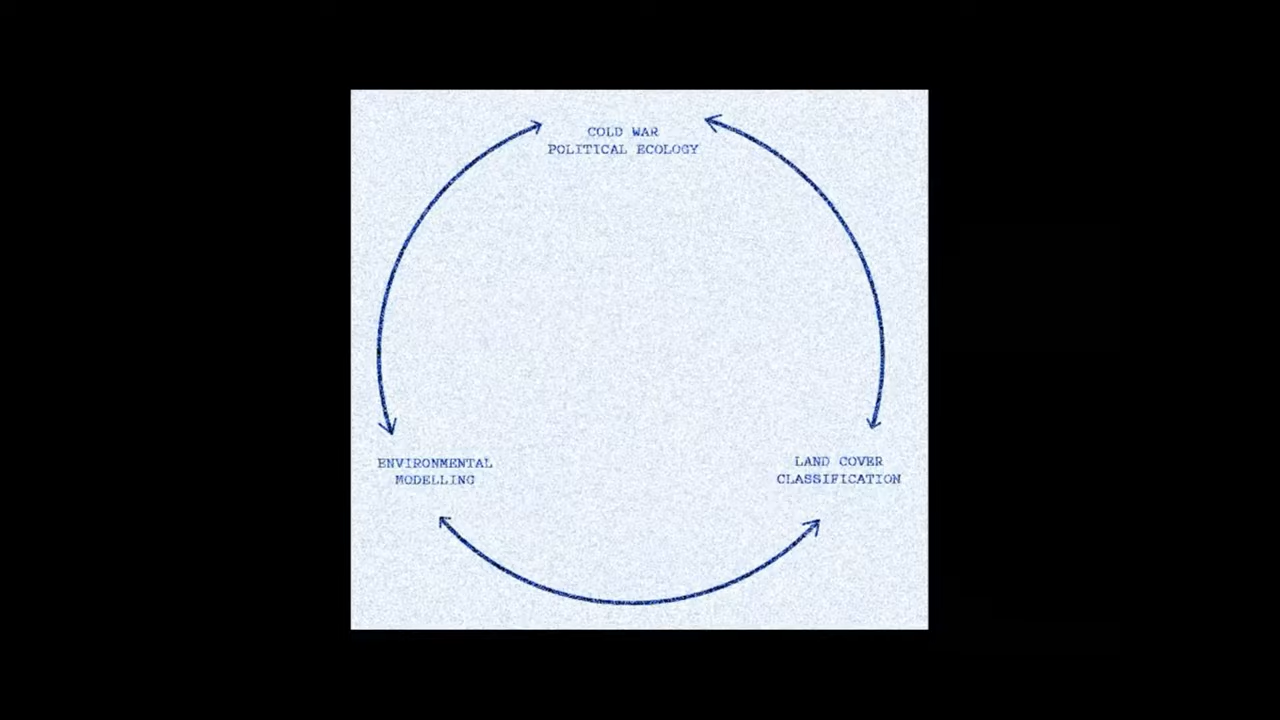 COLD WAR
POLITICAL ECOLOGY
ENVIRONMENTAL
MODELLING
LAND COVER
CLASSIFICATION